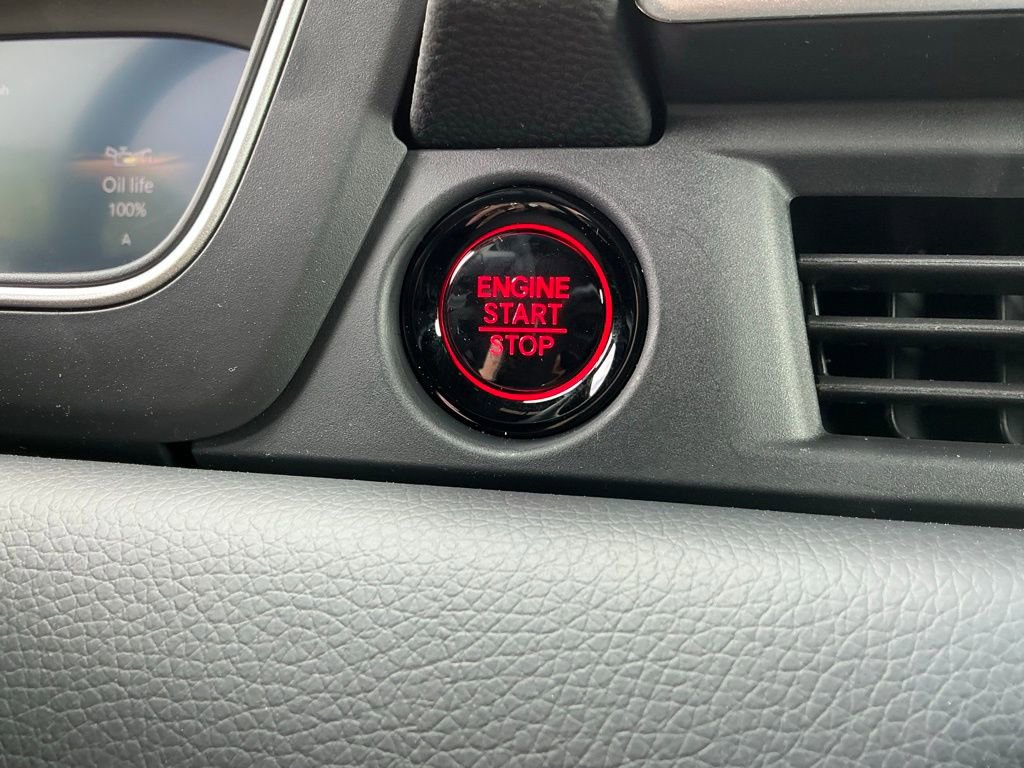 Oil life
100%
A
ENGINE
START
STOP